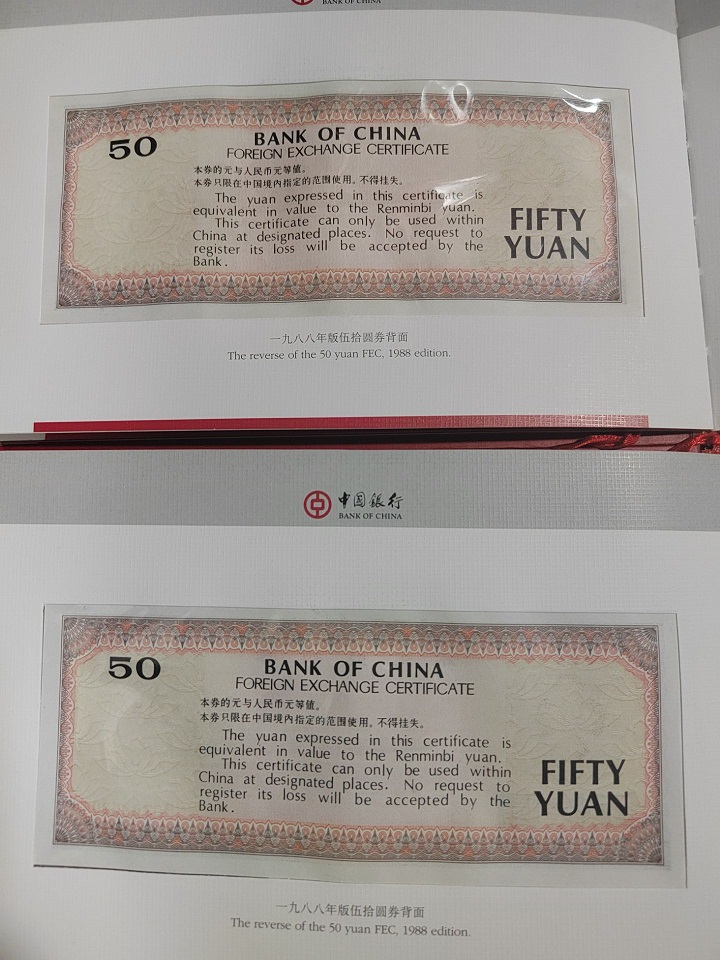 BANK OF CHINA
50
BANK OF CHINA
FOREIGN EXCHANGE CERTIFICATE
本券的元与人民币元等值。
本券只限在中国境内指定的范围使用。不得挂失。
The yuan expressed in this certificate is
equivalent in value to the Renminbi yuan.
This certificate can only be used within
China at designated places. No request to
register its loss will be accepted by the
Bank.
FIFTY
YUAN
一九八八年版伍拾圆券背面
The reverse of the 50 yuan FEC, 1988 edition.
中国銀行
BANK OF CHINA
50
BANK OF CHINA
FOREIGN EXCHANGE CERTIFICATE
本券的元与人民币元等值。
本券只限在中国境内指定的范围使用。不得挂失。
The yuan expressed in this certificate is
equivalent in value to the Renminbi yuan.
This certificate can only be used within
China at designated places. No request to
register its loss will be accepted by the
Bank.
FIFTY
YUAN
一九八八年版伍拾圆券背面
The reverse of the 50 yuan FEC, 1988 edition.